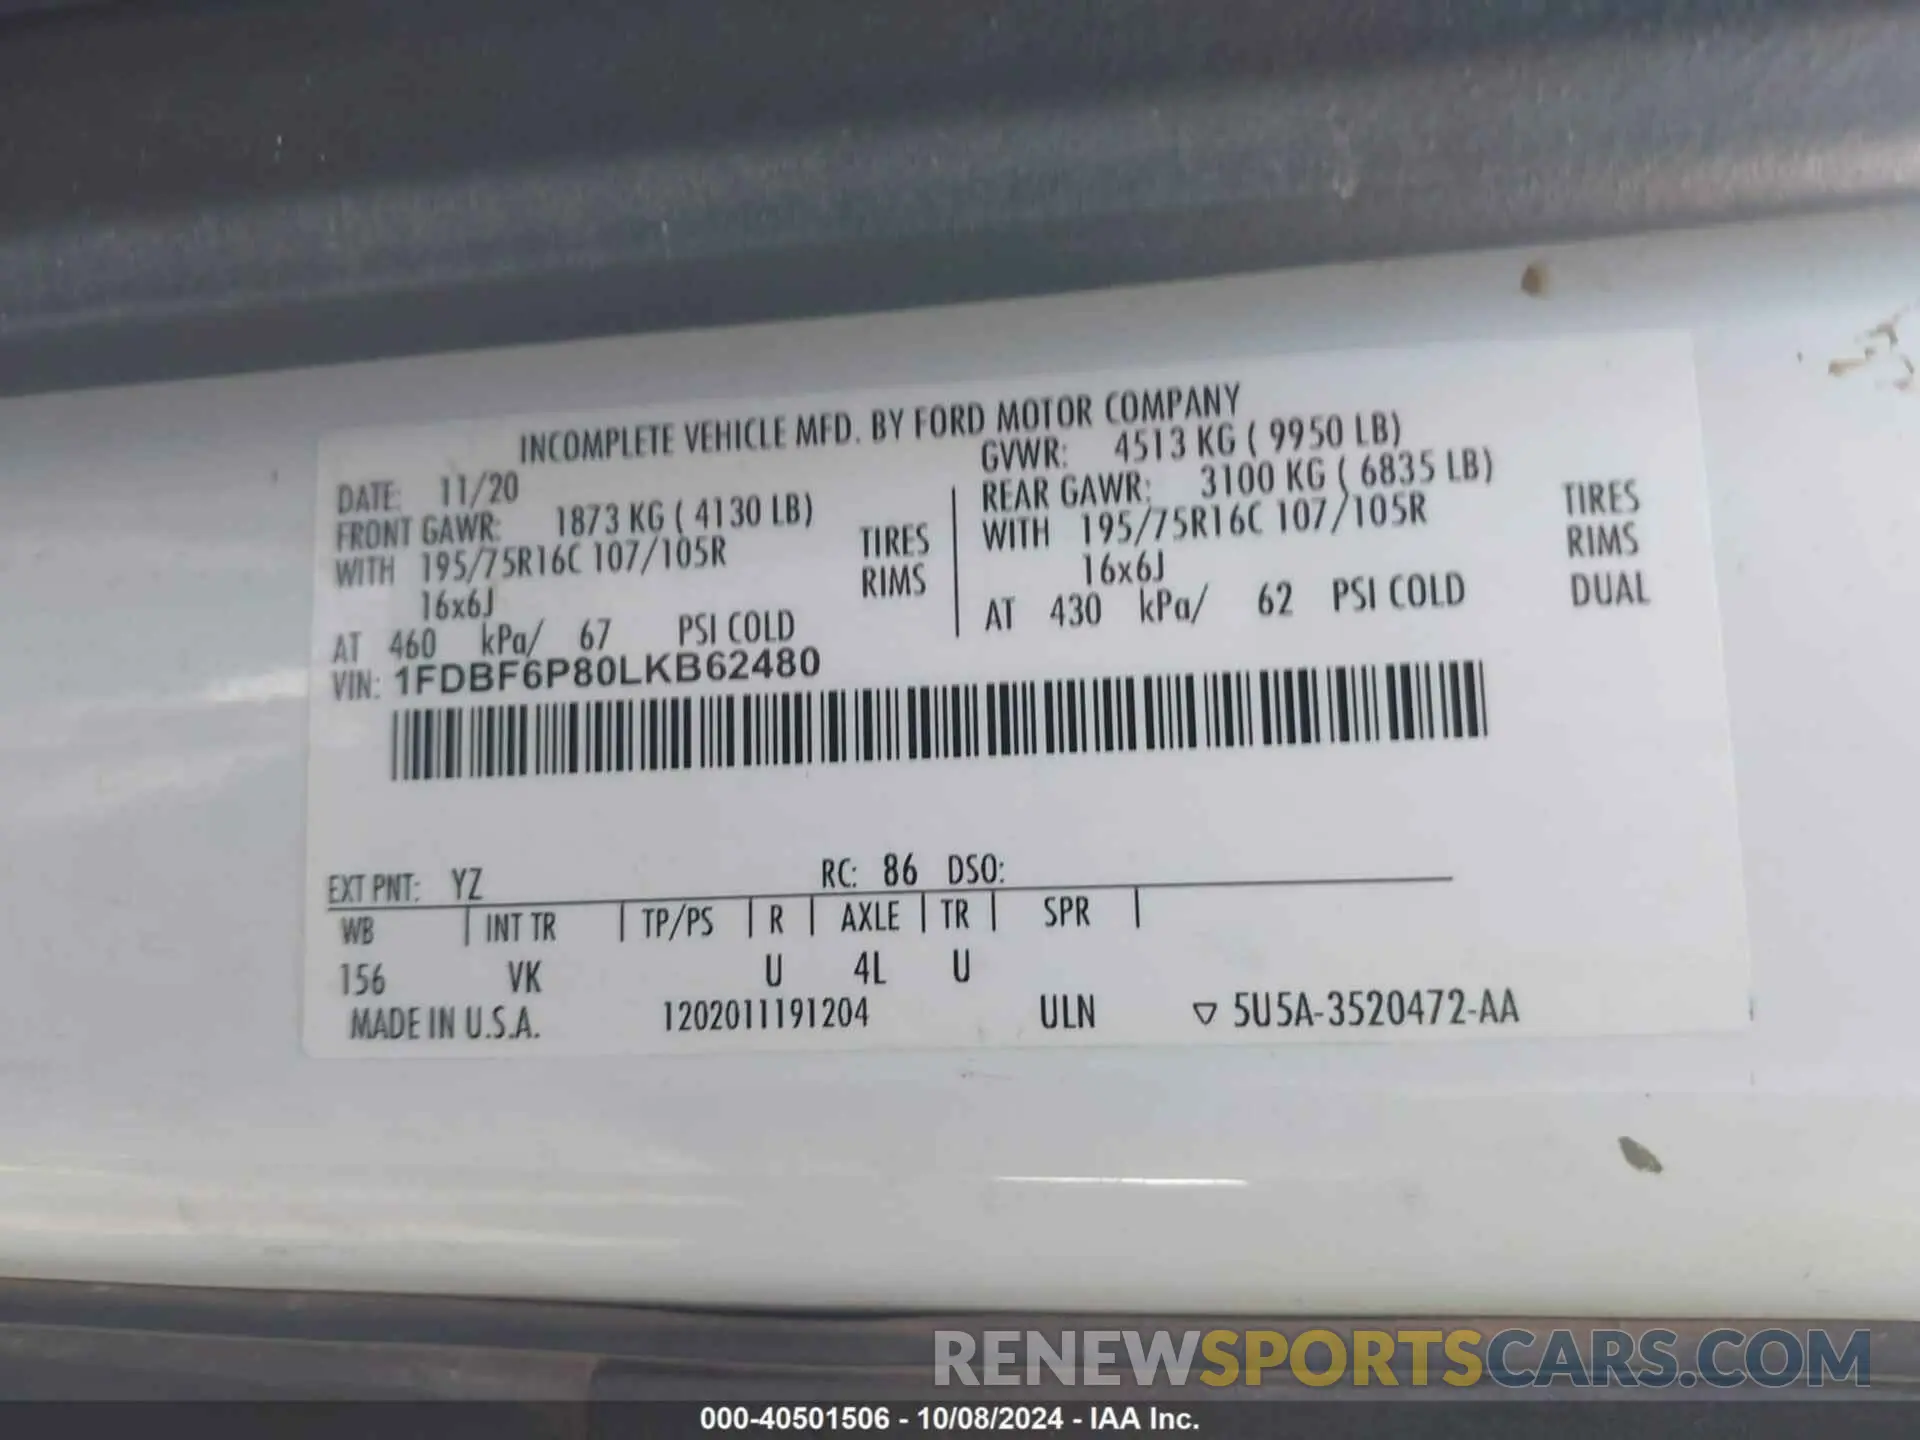 INCOMPLETE VEHICLE MFD. BY FORD MOTOR COMPANY
DATE: 11/20 GVWR: 4513 KG ( 9950 LB)
FRONT GAWR: 1873 KG ( 4130 LB) REAR GAWR: 3100 KG ( 6835 LB)
WITH 195/75R16C 107/105R TIRES WITH 195/75R16C 107/105R TIRES
16x6J RIMS 16x6J RIMS
AT 460 kPa/ 67 PSI COLD AT 430 kPa/ 62 PSI COLD DUAL
VIN: 1FDBF6P80LKB62480
EXT PNT: YZ RC: 86 DSO:
WB | INT TR | TP/PS | R | AXLE | TR | SPR |
156 VK U 4L U
MADE IN U.S.A. 1202011191204 ULN ▽ 5U5A-3520472-AA
RENEWSPORTSCARS.COM
000-40501506 - 10/08/2024 - IAA Inc.